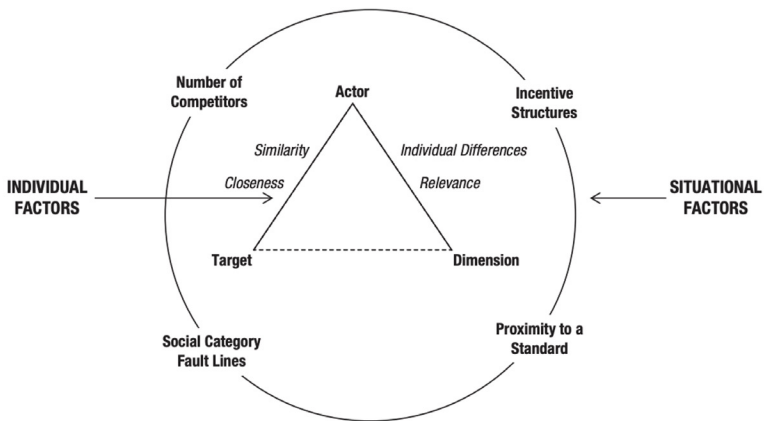 Number of
Competitors
Actor
Incentive
Structures
Similarity
Individual Differences
INDIVIDUAL
FACTORS
Closeness
Relevance
SITUATIONAL
FACTORS
Target
Dimension
Social Category
Fault Lines
Proximity to a
Standard